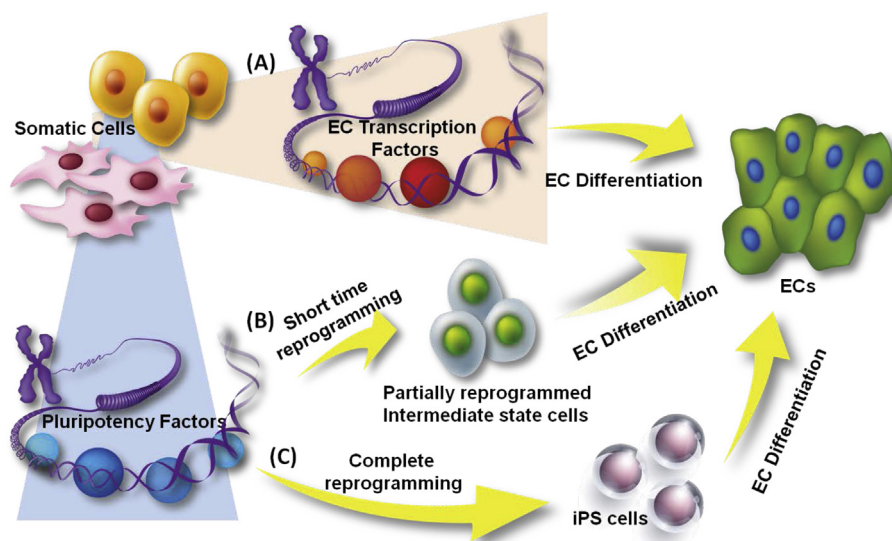 (A)
Somatic Cells
EC Transcription
Factors
EC Differentiation
ECs
(B)
Short time
reprogramming
EC Differentiation
Partially reprogrammed
Intermediate state cells
Pluripotency Factors
(C)
Complete
reprogramming
iPS cells
EC Differentiation